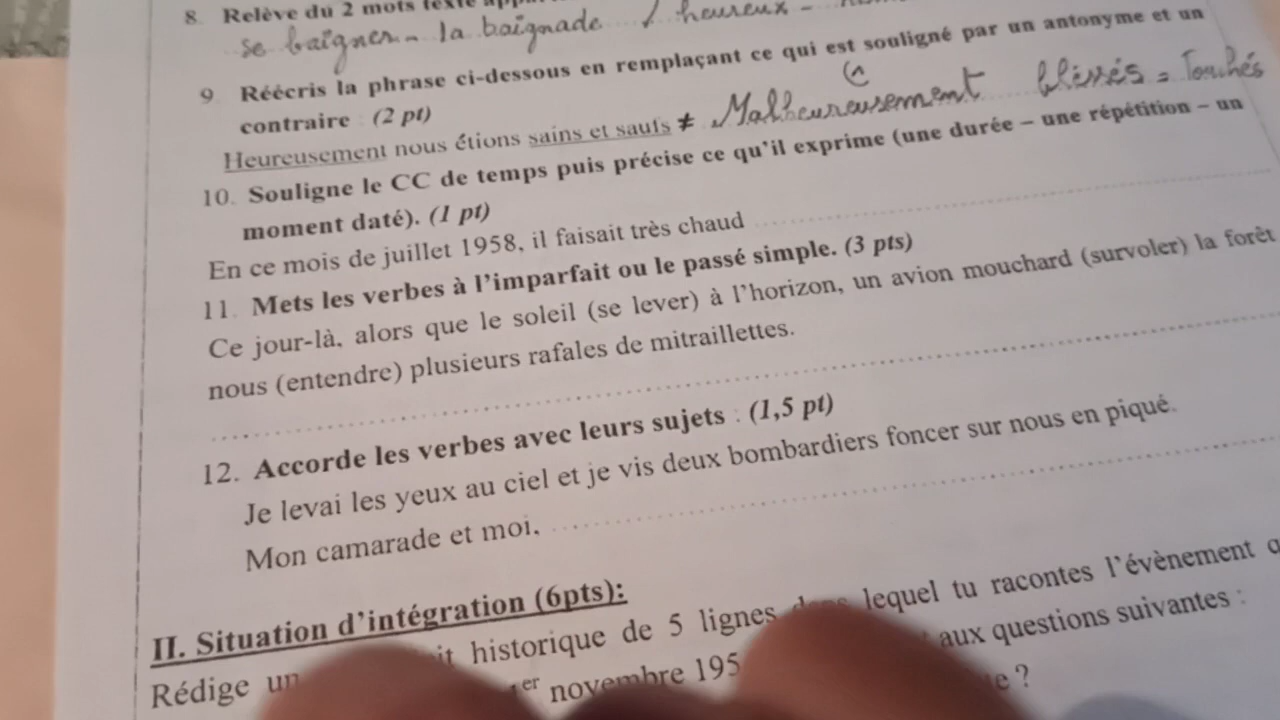 8. Relève du 2 mots texte
se baigner - la baignade / heureux -
9 Réécris la phrase ci-dessous en remplaçant ce qui est souligné par un antonyme et un
contraire : (2 pt)
Heureusement nous étions sains et saufs ≠ Malheureusement blessés = Touchés
10. Souligne le CC de temps puis précise ce qu'il exprime (une durée – une répétition – un
moment daté). (1 pt)
En ce mois de juillet 1958, il faisait très chaud ....................
11. Mets les verbes à l'imparfait ou le passé simple. (3 pts)
Ce jour-là, alors que le soleil (se lever) à l'horizon, un avion mouchard (survoler) la forêt
nous (entendre) plusieurs rafales de mitraillettes.
12. Accorde les verbes avec leurs sujets : (1,5 pt)
Je levai les yeux au ciel et je vis deux bombardiers foncer sur nous en piqué.
Mon camarade et moi, ....................
II. Situation d'intégration (6pts):
Rédige un historique de 5 lignes dans lequel tu racontes l'évènement
1er novembre 195 aux questions suivantes :
?